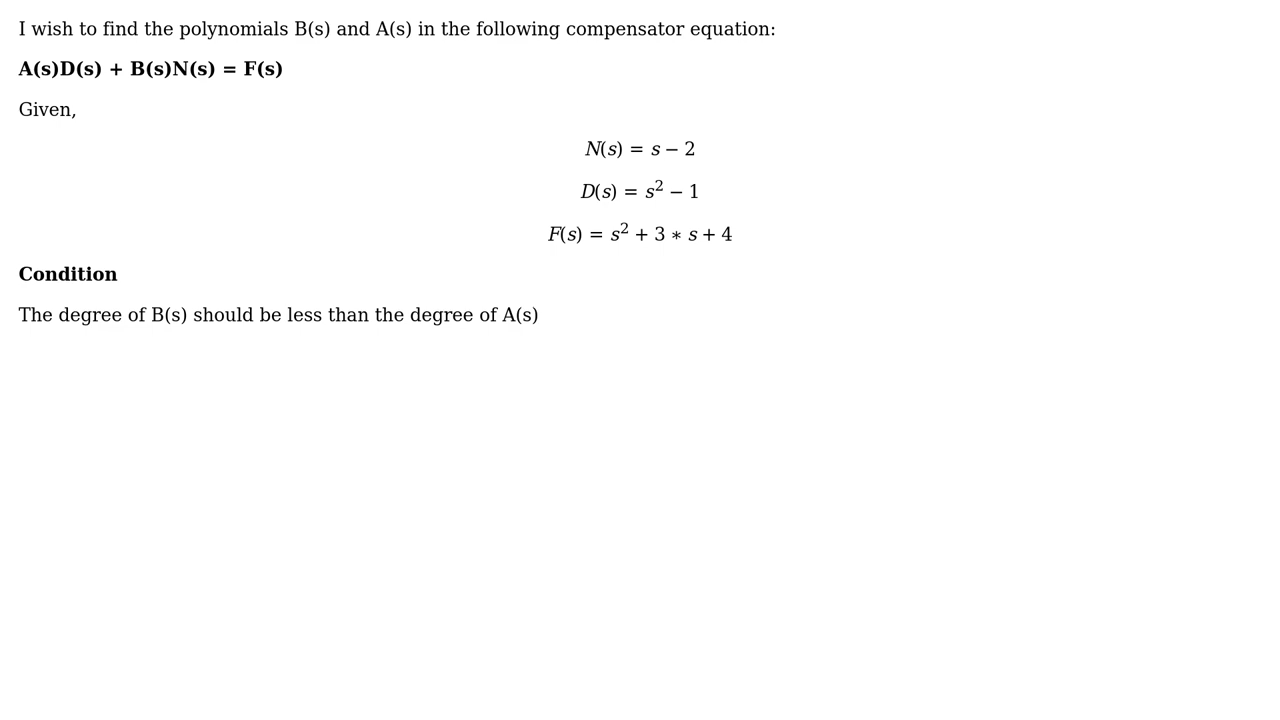 I wish to find the polynomials B(s) and A(s) in the following compensator equation:
A(s)D(s) + B(s)N(s) = F(s)
Given,
N(s) = s − 2
D(s) = s² − 1
F(s) = s² + 3 ∗ s + 4
Condition
The degree of B(s) should be less than the degree of A(s)